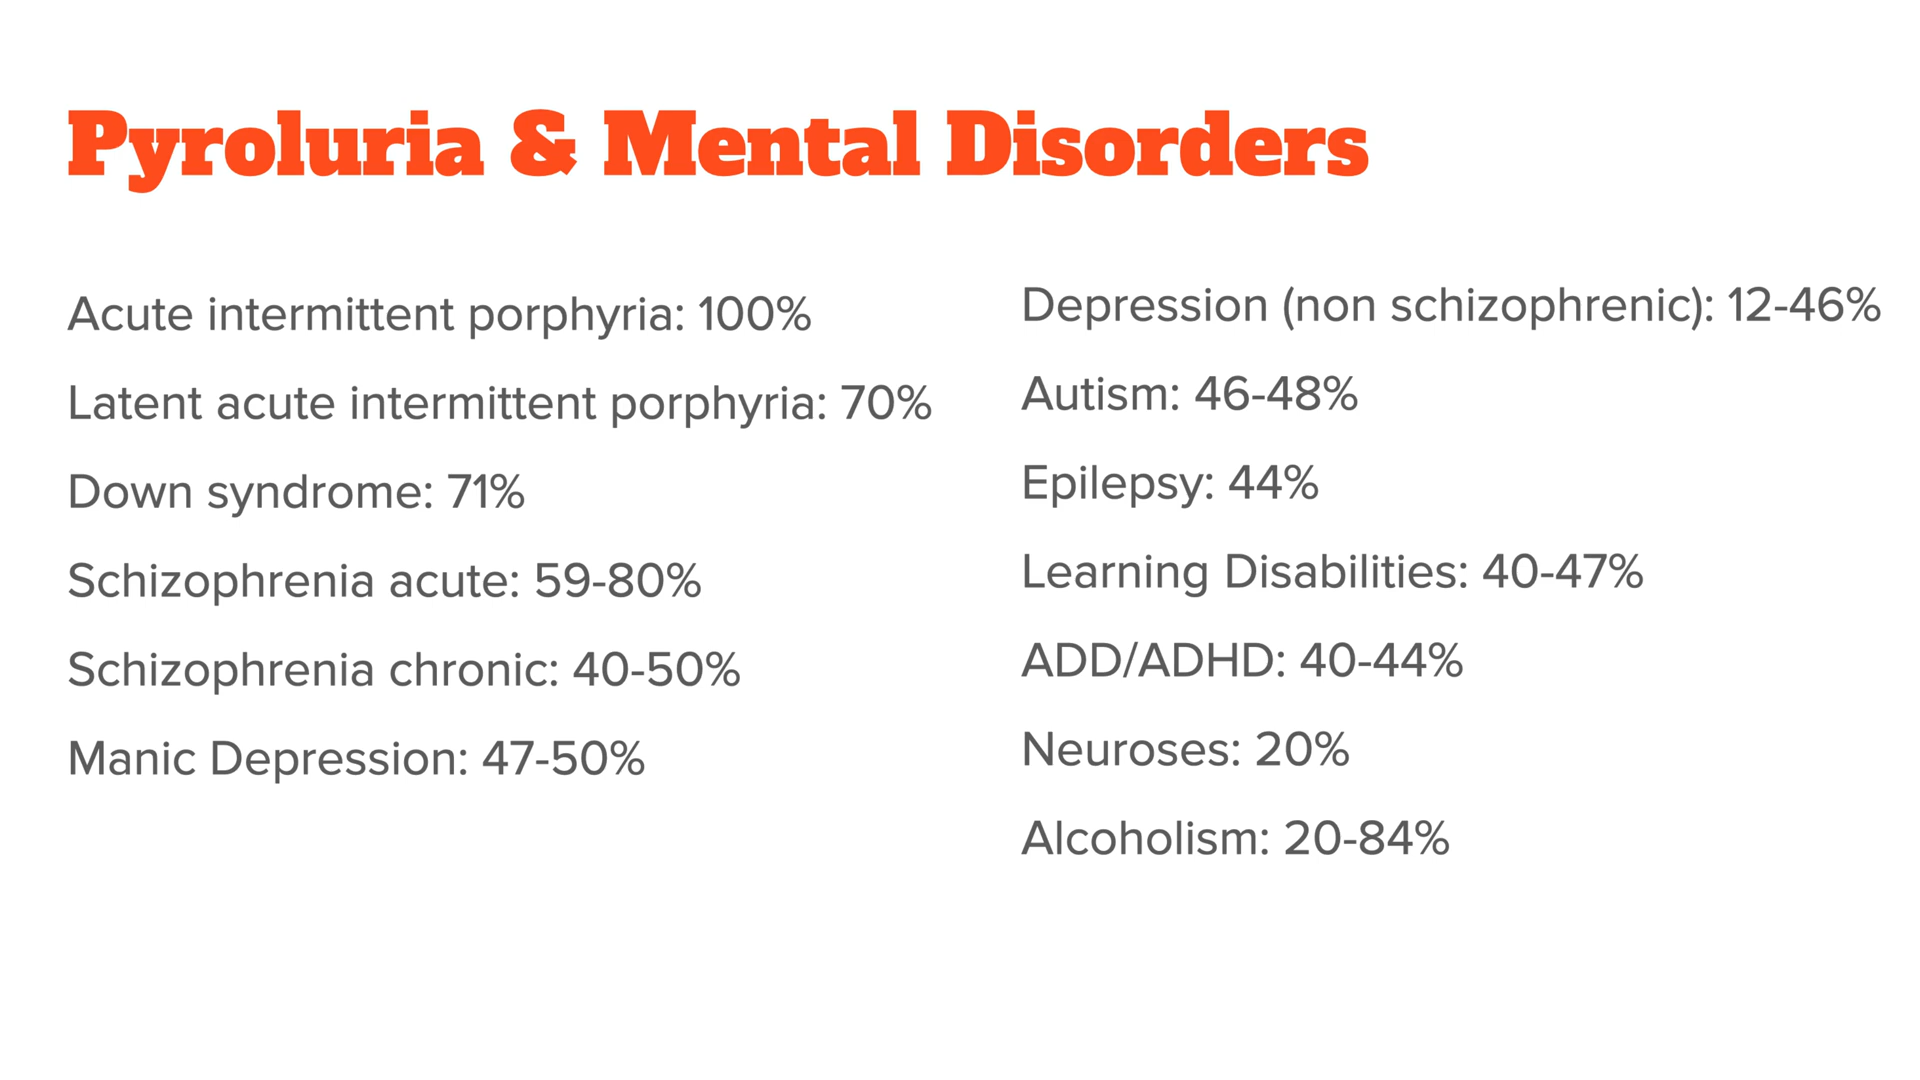 Pyroluria & Mental Disorders
Acute intermittent porphyria: 100%
Latent acute intermittent porphyria: 70%
Down syndrome: 71%
Schizophrenia acute: 59-80%
Schizophrenia chronic: 40-50%
Manic Depression: 47-50%
Depression (non schizophrenic): 12-46%
Autism: 46-48%
Epilepsy: 44%
Learning Disabilities: 40-47%
ADD/ADHD: 40-44%
Neuroses: 20%
Alcoholism: 20-84%